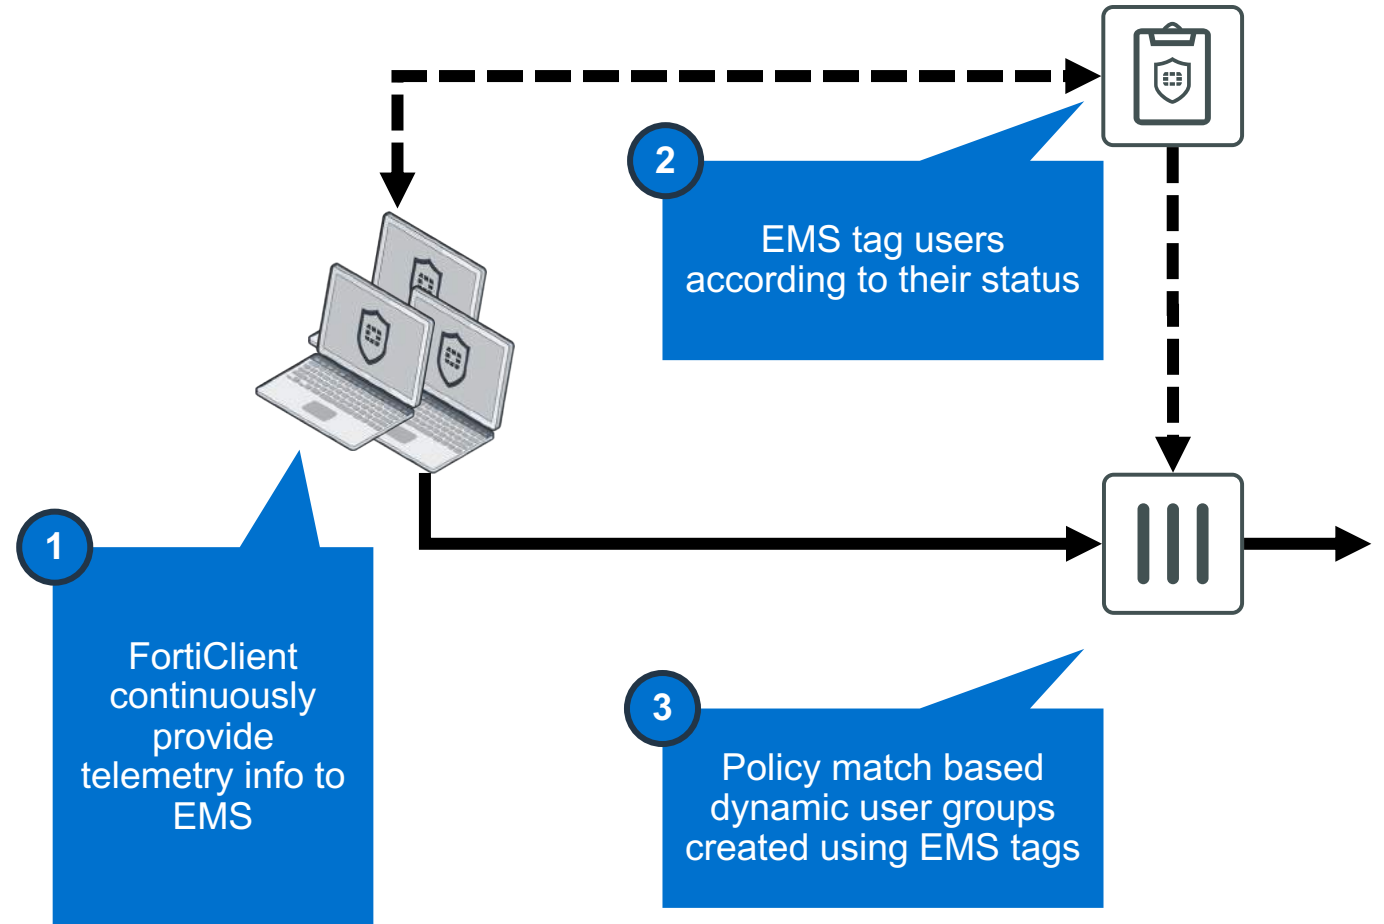 2
EMS tag users
according to their status
1
FortiClient
continuously
provide
telemetry info to
EMS
3
Policy match based
dynamic user groups
created using EMS tags